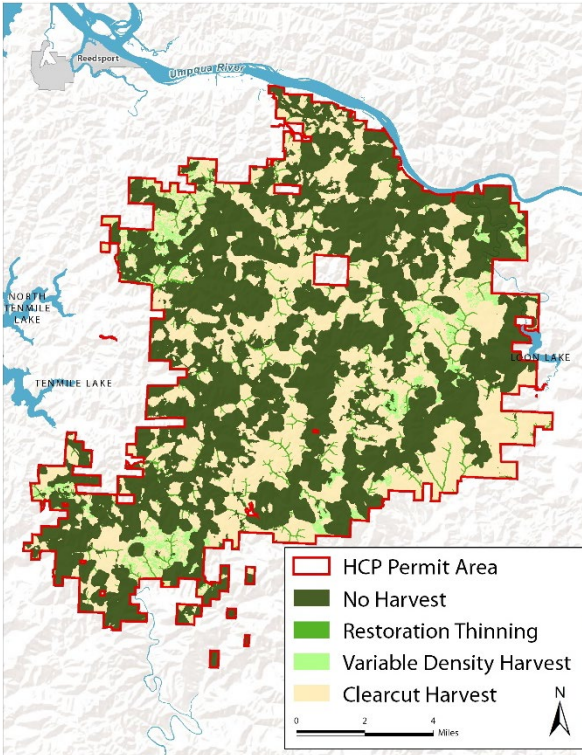 Reedsport
Umpqua River
NORTH
TENMILE
LAKE
TENMILE LAKE
LOON LAKE
HCP Permit Area
No Harvest
Restoration Thinning
Variable Density Harvest
Clearcut Harvest
N
0 2 4
Miles